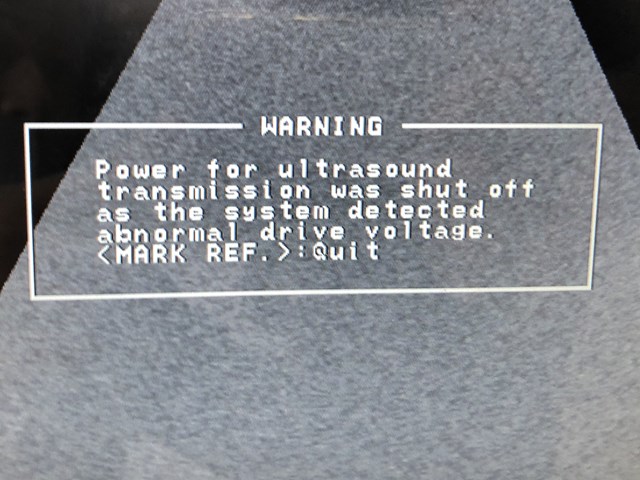 WARNING
Power for ultrasound
transmission was shut off
as the system detected
abnormal drive voltage.
<MARK REF.>:Quit